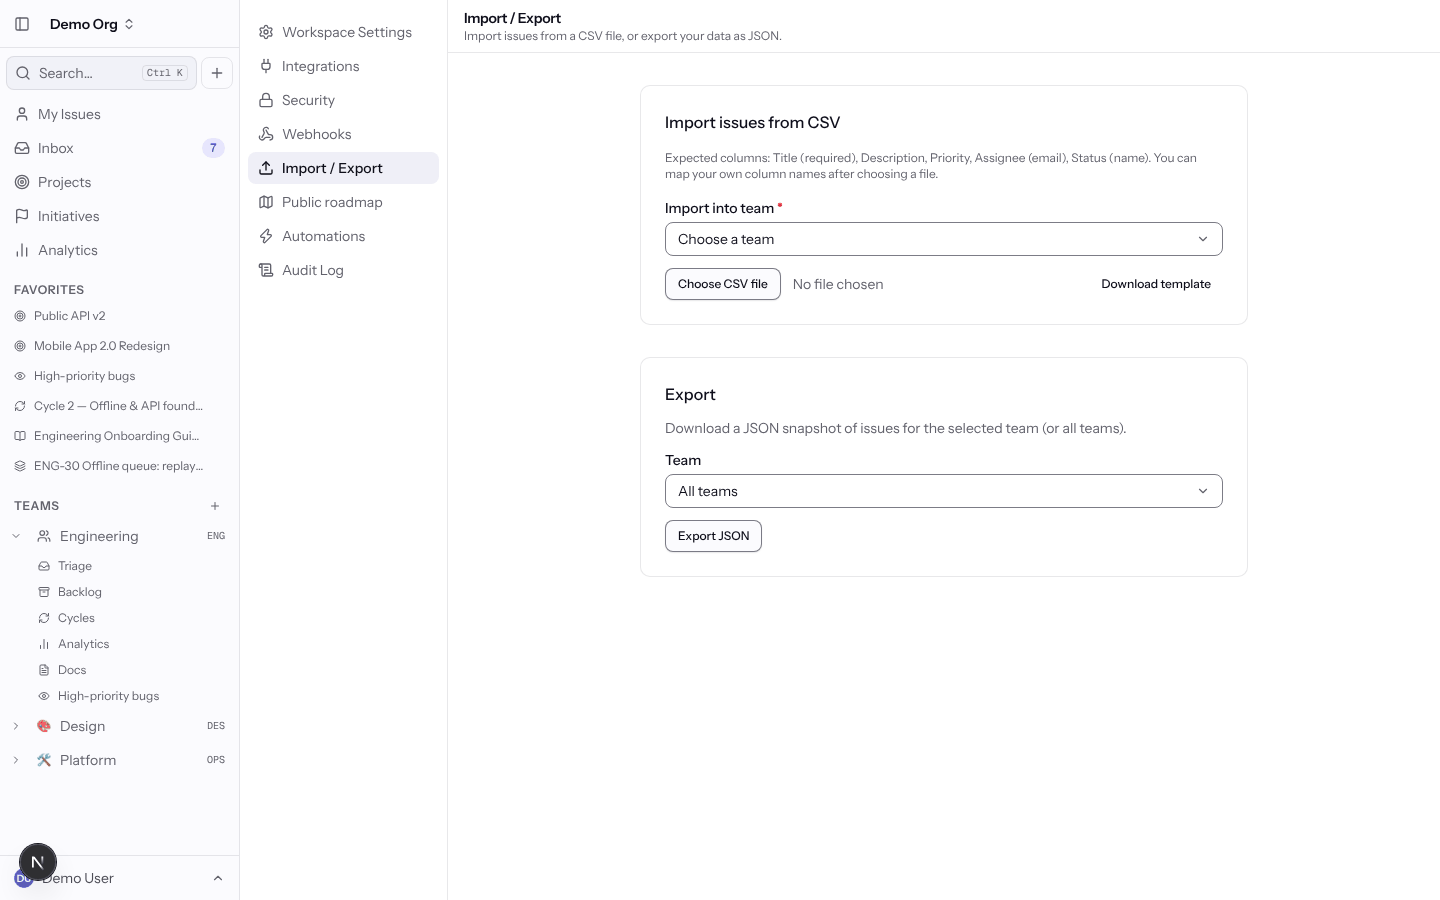 Demo Org
Search...
Ctrl K
My Issues
Inbox
7
Projects
Initiatives
Analytics
FAVORITES
Public API v2
Mobile App 2.0 Redesign
High-priority bugs
Cycle 2 — Offline & API found...
Engineering Onboarding Gui...
ENG-30 Offline queue: replay...
TEAMS
Engineering
ENG
Triage
Backlog
Cycles
Analytics
Docs
High-priority bugs
Design
DES
Platform
OPS
N
Demo User
Workspace Settings
Integrations
Security
Webhooks
Import / Export
Public roadmap
Automations
Audit Log
Import / Export
Import issues from a CSV file, or export your data as JSON.
Import issues from CSV
Expected columns: Title (required), Description, Priority, Assignee (email), Status (name). You can
map your own column names after choosing a file.
Import into team *
Choose a team
Choose CSV file
No file chosen
Download template
Export
Download a JSON snapshot of issues for the selected team (or all teams).
Team
All teams
Export JSON